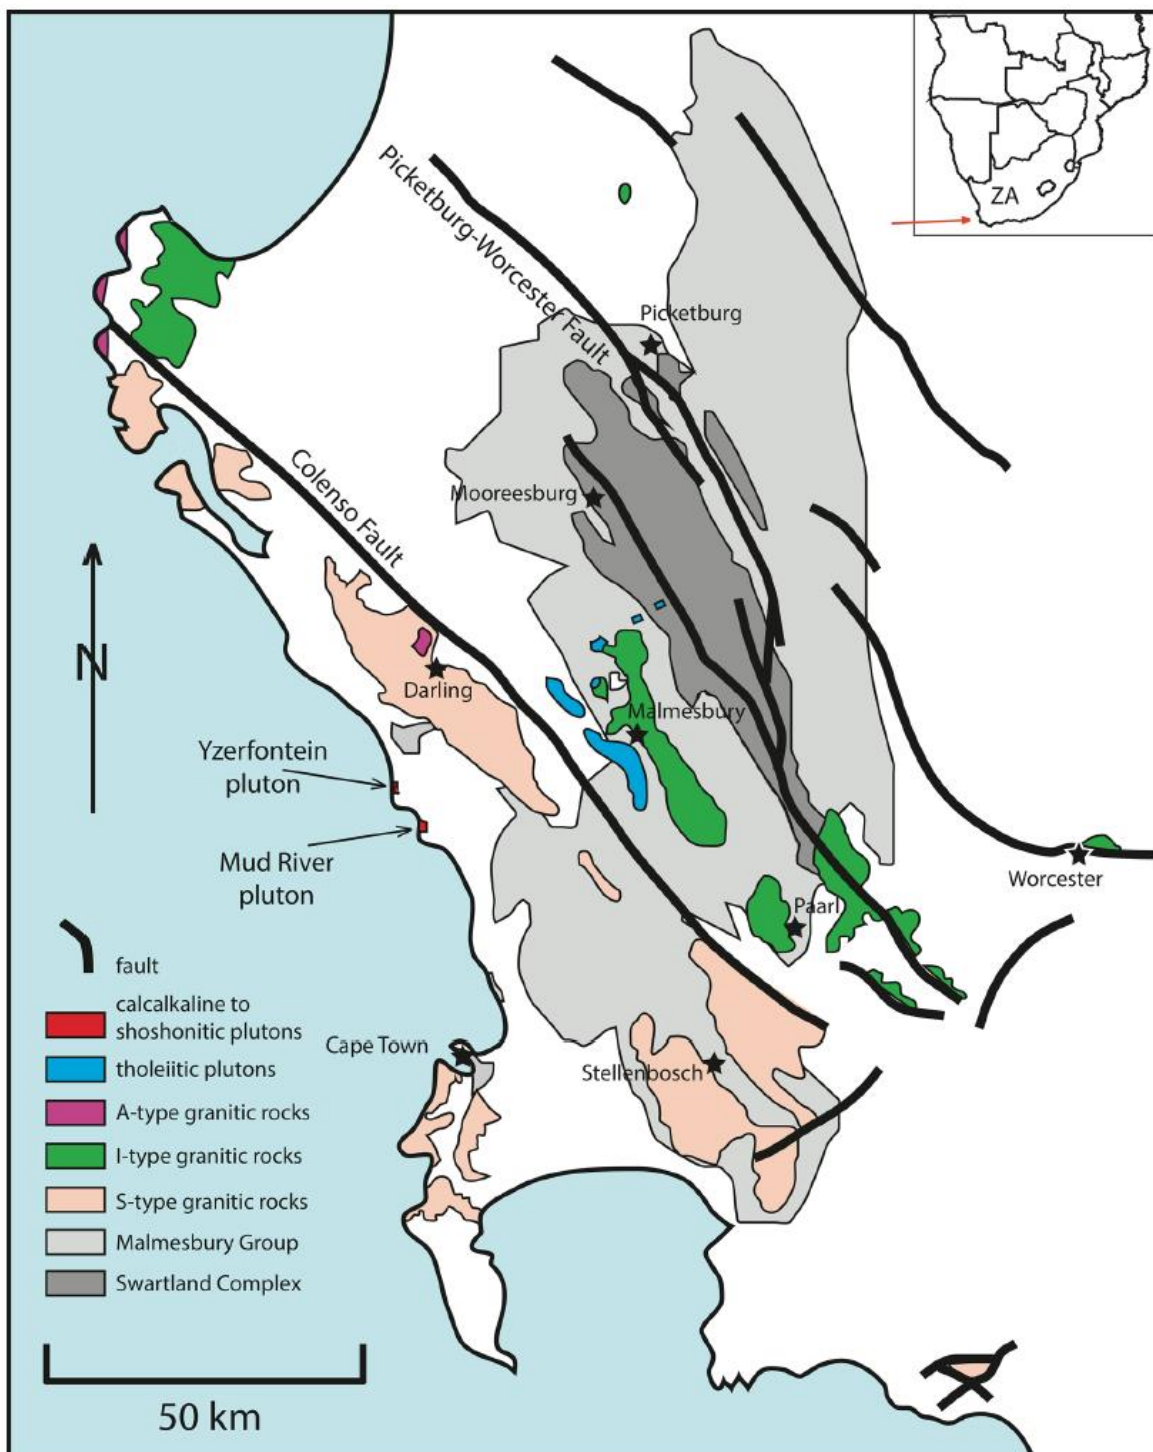 ZA
Picketburg-Worcester Fault
Picketburg
Mooreesburg
Colenso Fault
N
Darling
Malmesbury
Yzerfontein
pluton
Mud River
pluton
Worcester
Paarl
fault
calcalkaline to
shoshonitic plutons
Cape Town
tholeiitic plutons
Stellenbosch
A-type granitic rocks
I-type granitic rocks
S-type granitic rocks
Malmesbury Group
Swartland Complex
50 km